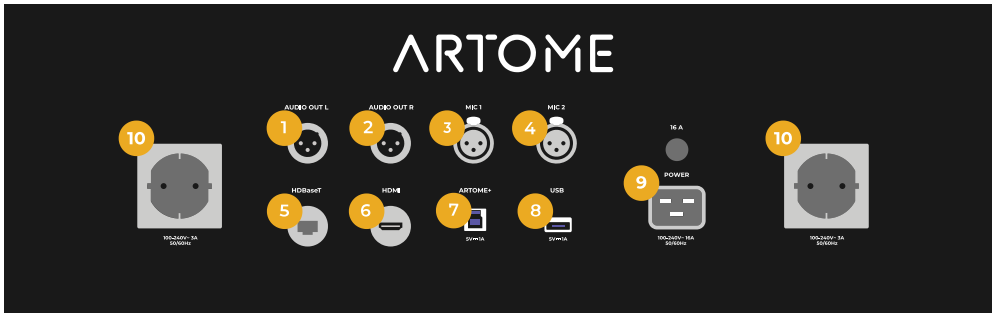 ARTOME
AUDIO OUT L
AUDIO OUT R
MIC 1
MIC 2
16 A
10
1
2
3
4
10
HDBaseT
HDMI
ARTOME+
USB
POWER
5
6
7
8
9
100-240V~ 3A
50/60Hz
5V⎓1A
5V⎓1A
100-240V~ 16A
50/60Hz
100-240V~ 3A
50/60Hz